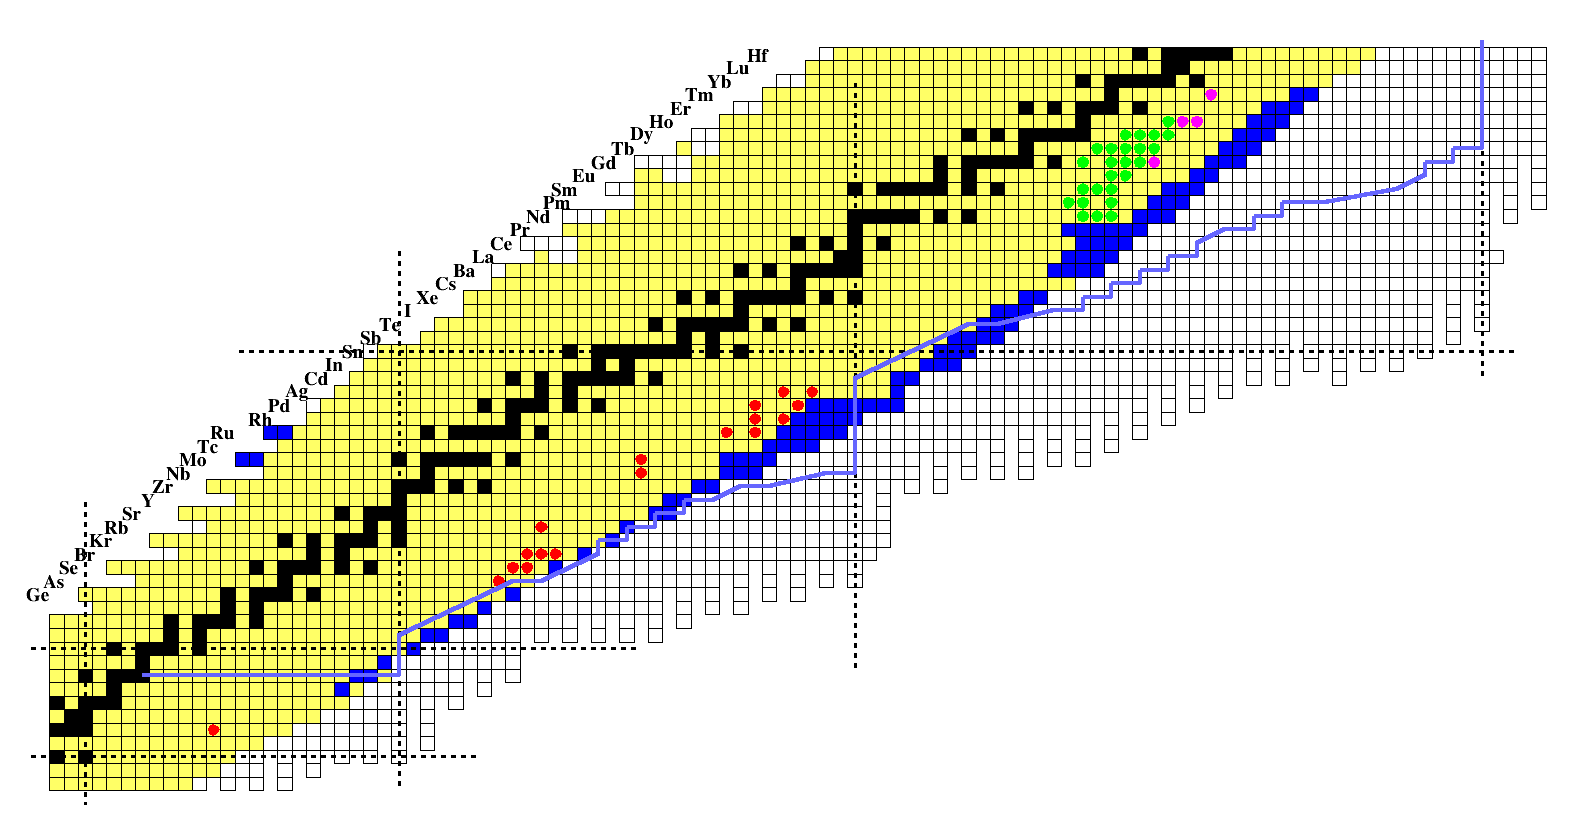 Hf
Lu
Yb
Tm
Er
Ho
Dy
Tb
Gd
Eu
Sm
Pm
Nd
Pr
Ce
La
Ba
Cs
Xe
I
Te
Sb
Sn
In
Cd
Ag
Pd
Rh
Ru
Tc
Mo
Nb
Zr
Y
Sr
Rb
Kr
Br
Se
As
Ge